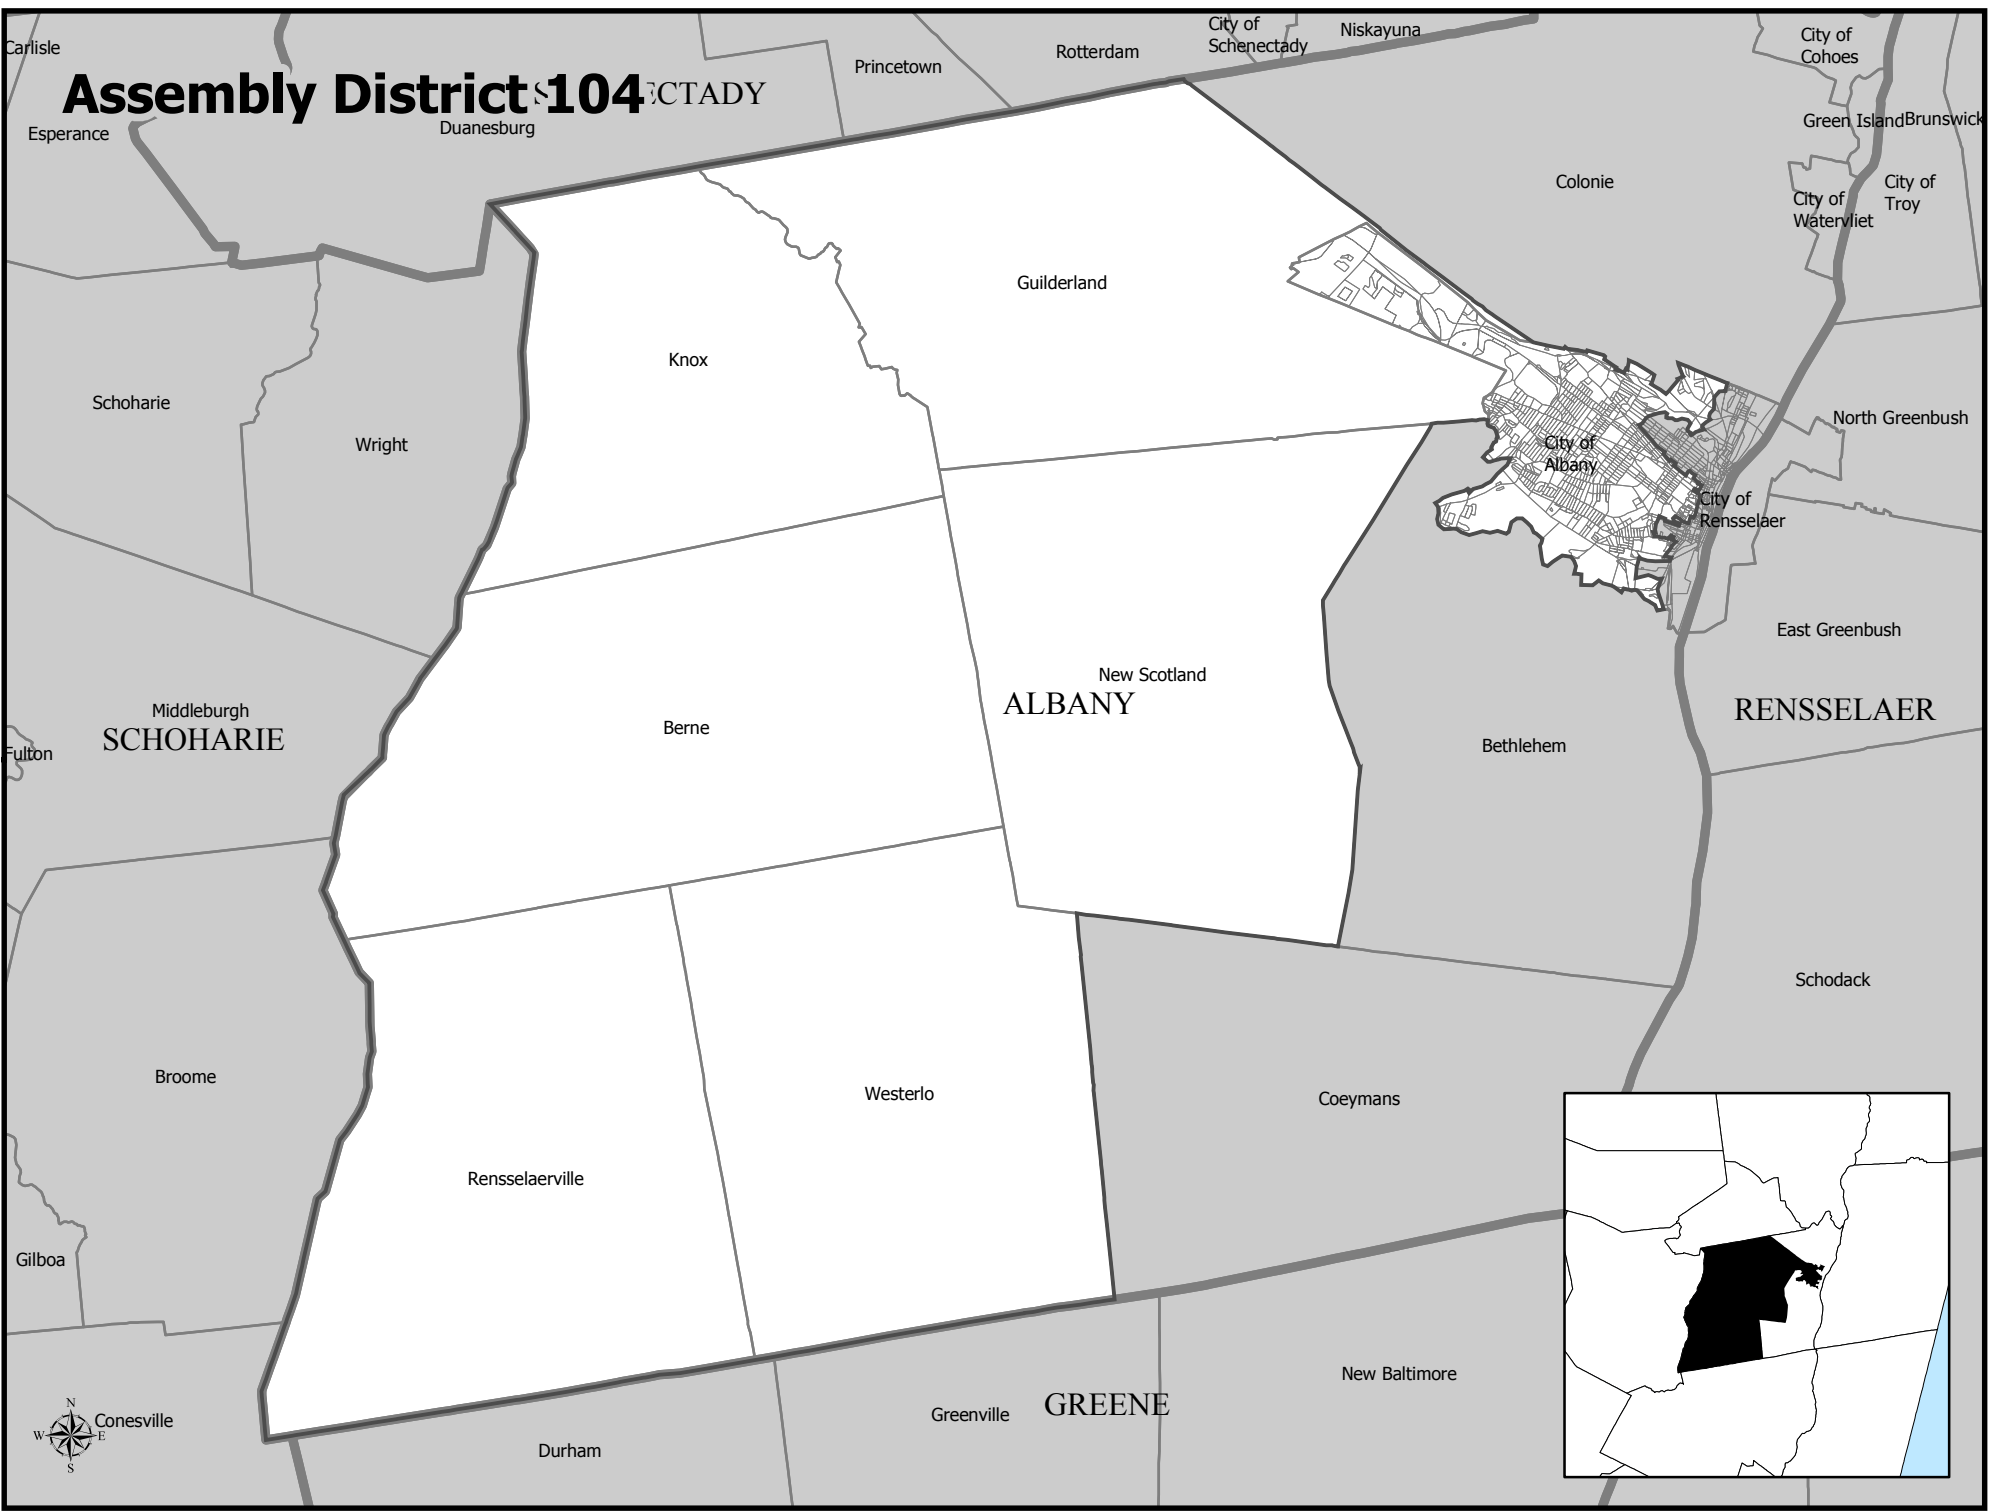 Carlisle
City of
Schenectady
Niskayuna
City of
Cohoes
Rotterdam
Princetown
Assembly District 104
ECTADY
Esperance
Duanesburg
Green Island
Brunswick
Colonie
City of
Troy
City of
Watervliet
Guilderland
Knox
Schoharie
Wright
North Greenbush
City of
Albany
City of
Rensselaer
East Greenbush
New Scotland
ALBANY
RENSSELAER
Middleburgh
SCHOHARIE
Fulton
Berne
Bethlehem
Schodack
Broome
Westerlo
Coeymans
Rensselaerville
Gilboa
New Baltimore
Greenville
GREENE
Conesville
Durham
N
W
E
S